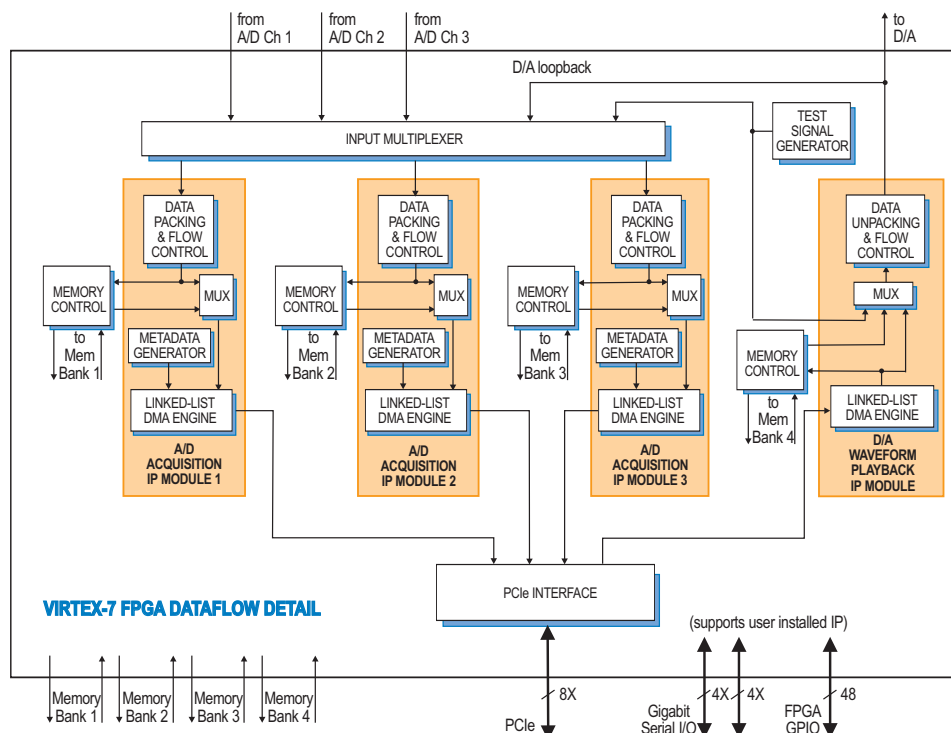 from
A/D Ch 1
from
A/D Ch 2
from
A/D Ch 3
to
D/A
D/A loopback
INPUT MULTIPLEXER
TEST
SIGNAL
GENERATOR
DATA
PACKING
& FLOW
CONTROL
MUX
MEMORY
CONTROL
to
Mem
Bank 1
METADATA
GENERATOR
LINKED-LIST
DMA ENGINE
A/D
ACQUISITION
IP MODULE 1
DATA
PACKING
& FLOW
CONTROL
MUX
MEMORY
CONTROL
to
Mem
Bank 2
METADATA
GENERATOR
LINKED-LIST
DMA ENGINE
A/D
ACQUISITION
IP MODULE 2
DATA
PACKING
& FLOW
CONTROL
MUX
MEMORY
CONTROL
to
Mem
Bank 3
METADATA
GENERATOR
LINKED-LIST
DMA ENGINE
A/D
ACQUISITION
IP MODULE 3
DATA
UNPACKING
& FLOW
CONTROL
MUX
MEMORY
CONTROL
to
Mem
Bank 4
LINKED-LIST
DMA ENGINE
D/A
WAVEFORM
PLAYBACK
IP MODULE
PCIe INTERFACE
VIRTEX-7 FPGA DATAFLOW DETAIL
(supports user installed IP)
Memory
Bank 1
Memory
Bank 2
Memory
Bank 3
Memory
Bank 4
8X
PCIe
4X
4X
Gigabit
Serial I/O
48
FPGA
GPIO